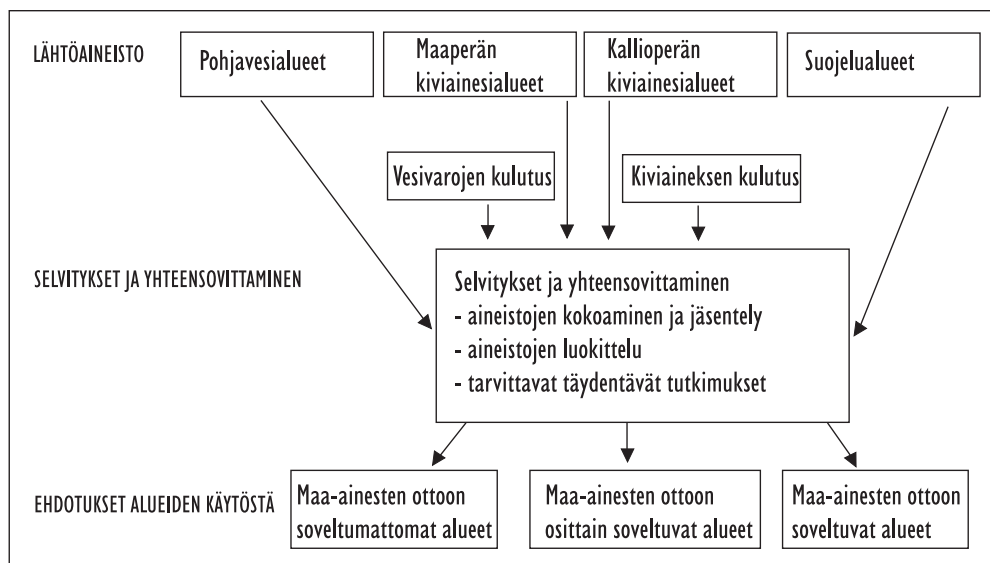 LÄHTÖAINEISTO
Pohjavesialueet
Maaperän
kiviainesialueet
Kallioperän
kiviainesialueet
Suojelualueet
Vesivarojen kulutus
Kiviaineksen kulutus
SELVITYKSET JA YHTEENSOVITTAMINEN
Selvitykset ja yhteensovittaminen
- aineistojen kokoaminen ja jäsentely
- aineistojen luokittelu
- tarvittavat täydentävät tutkimukset
EHDOTUKSET ALUEIDEN KÄYTÖSTÄ
Maa-ainesten ottoon
soveltumattomat alueet
Maa-ainesten ottoon
osittain soveltuvat alueet
Maa-ainesten ottoon
soveltuvat alueet